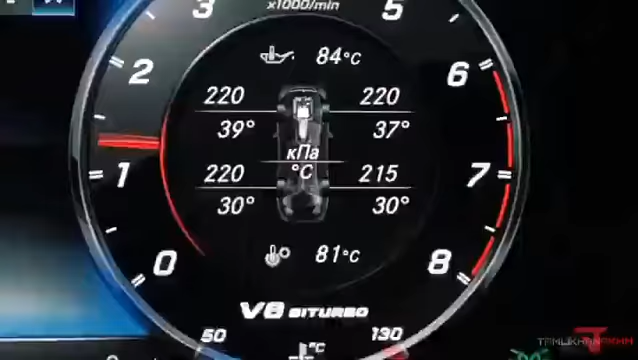 3 x1000/min 5
84°C
2 6
220 220
39° 37°
кПа
°C
1 7
220 215
30° 30°
0 8
81°C
V8 BITURBO
50 °C 130